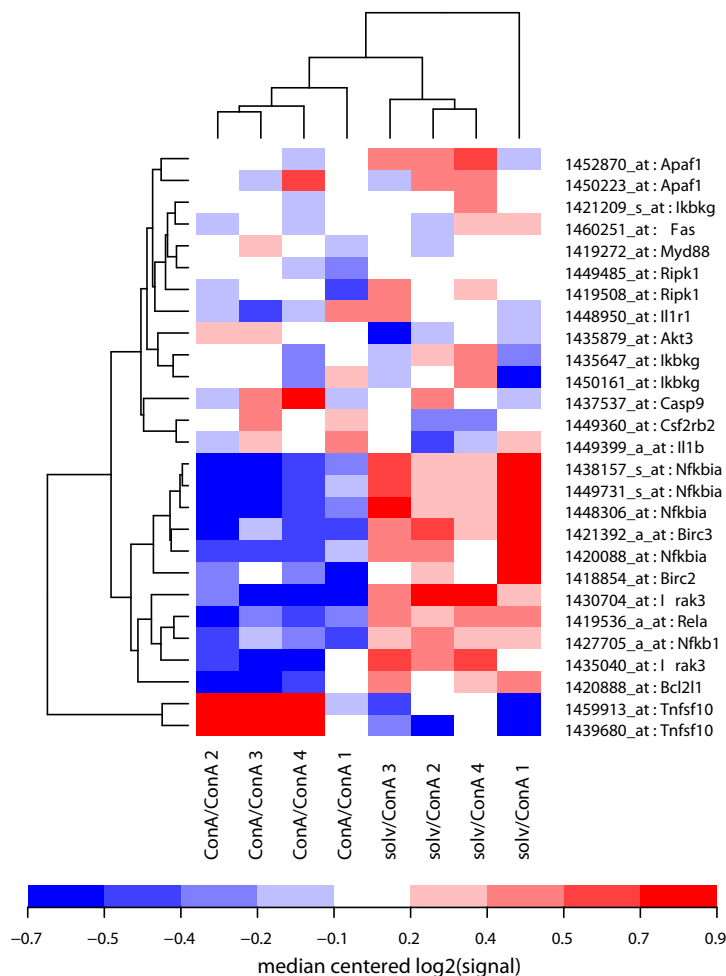 1452870_at : Apaf1
1450223_at : Apaf1
1421209_s_at : Ikbkg
1460251_at : Fas
1419272_at : Myd88
1449485_at : Ripk1
1419508_at : Ripk1
1448950_at : Il1r1
1435879_at : Akt3
1435647_at : Ikbkg
1450161_at : Ikbkg
1437537_at : Casp9
1449360_at : Csf2rb2
1449399_a_at : Il1b
1438157_s_at : Nfkbia
1449731_s_at : Nfkbia
1448306_at : Nfkbia
1421392_a_at : Birc3
1420088_at : Nfkbia
1418854_at : Birc2
1430704_at : I rak3
1419536_a_at : Rela
1427705_a_at : Nfkb1
1435040_at : I rak3
1420888_at : Bcl2l1
1459913_at : Tnfsf10
1439680_at : Tnfsf10
ConA/ConA 2
ConA/ConA 3
ConA/ConA 4
ConA/ConA 1
solv/ConA 3
solv/ConA 2
solv/ConA 4
solv/ConA 1
−0.7 −0.5 −0.4 −0.2 −0.1 0.2 0.4 0.5 0.7 0.9
median centered log2(signal)